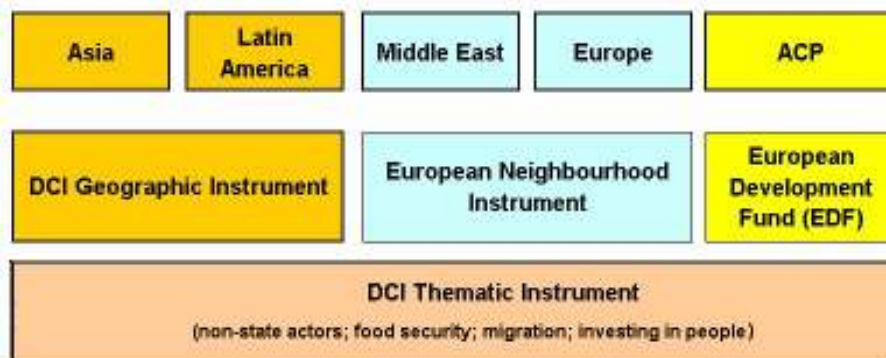 Asia
Latin
America
Middle East
Europe
ACP
DCI Geographic Instrument
European Neighbourhood
Instrument
European
Development
Fund (EDF)
DCI Thematic Instrument
(non-state actors; food security; migration; investing in people)